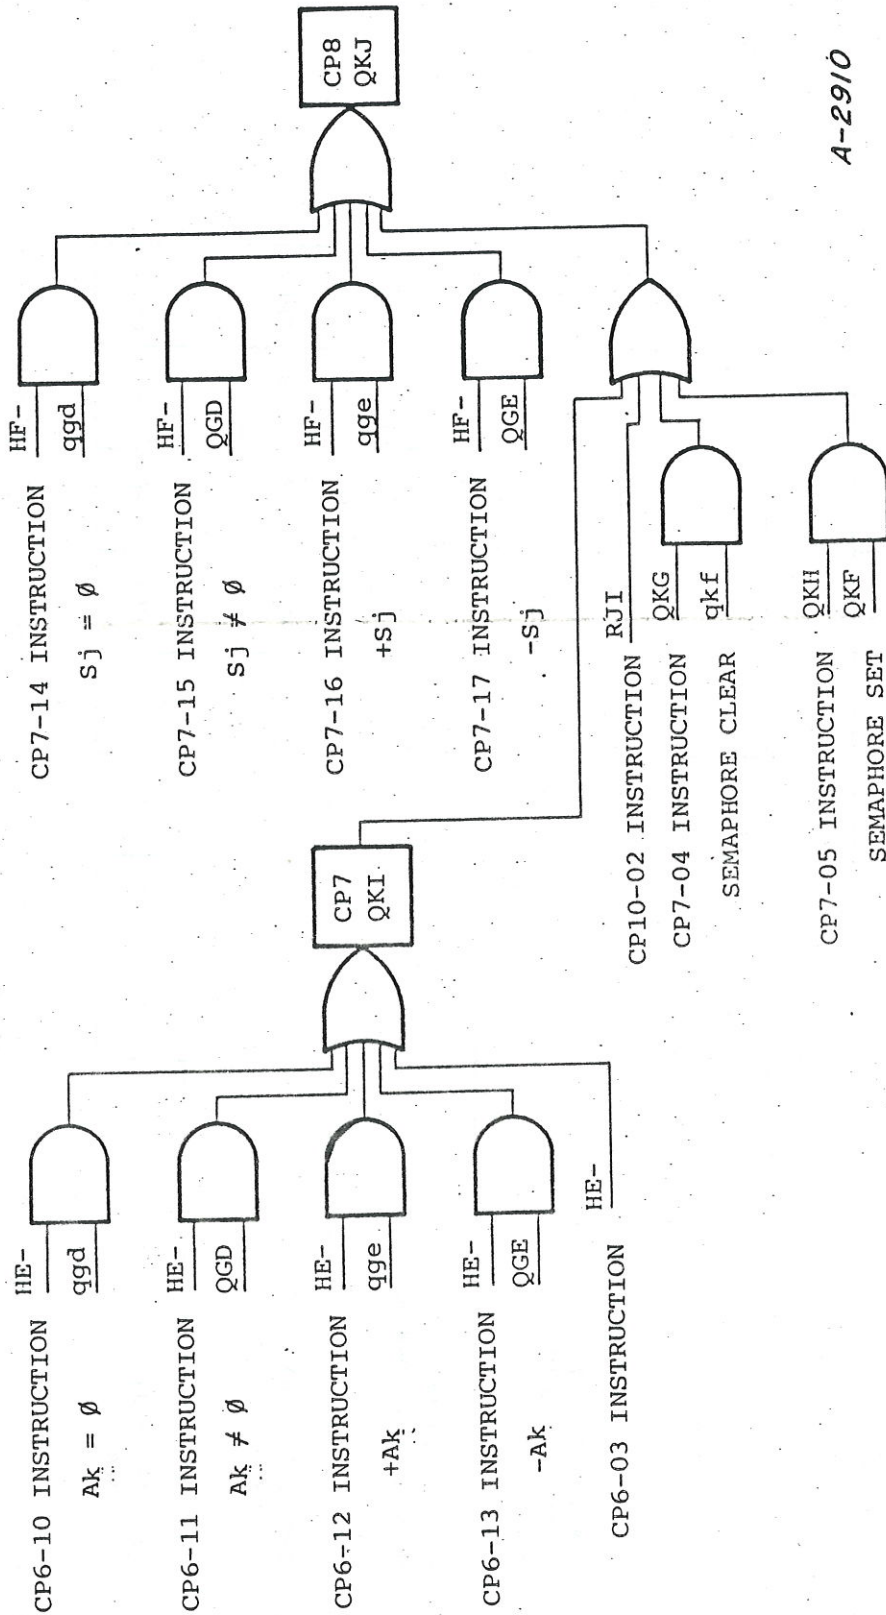 CP6-10 INSTRUCTION
Ak = Ø
HE-
qgd
CP6-11 INSTRUCTION
Ak ≠ Ø
HE-
QGD
CP6-12 INSTRUCTION
+Ak
HE-
qge
CP6-13 INSTRUCTION
-Ak
HE-
QGE
CP6-03 INSTRUCTION
HE-
CP7
QKI
CP7-14 INSTRUCTION
Sj = Ø
HF-
qgd
CP7-15 INSTRUCTION
Sj ≠ Ø
HF-
QGD
CP7-16 INSTRUCTION
+Sj
HF-
qge
CP7-17 INSTRUCTION
-Sj
HF-
QGE
CP10-02 INSTRUCTION
RJI
CP7-04 INSTRUCTION
SEMAPHORE CLEAR
QKG
qkf
CP7-05 INSTRUCTION
SEMAPHORE SET
QKH
QKF
CP8
QKJ
A-2910